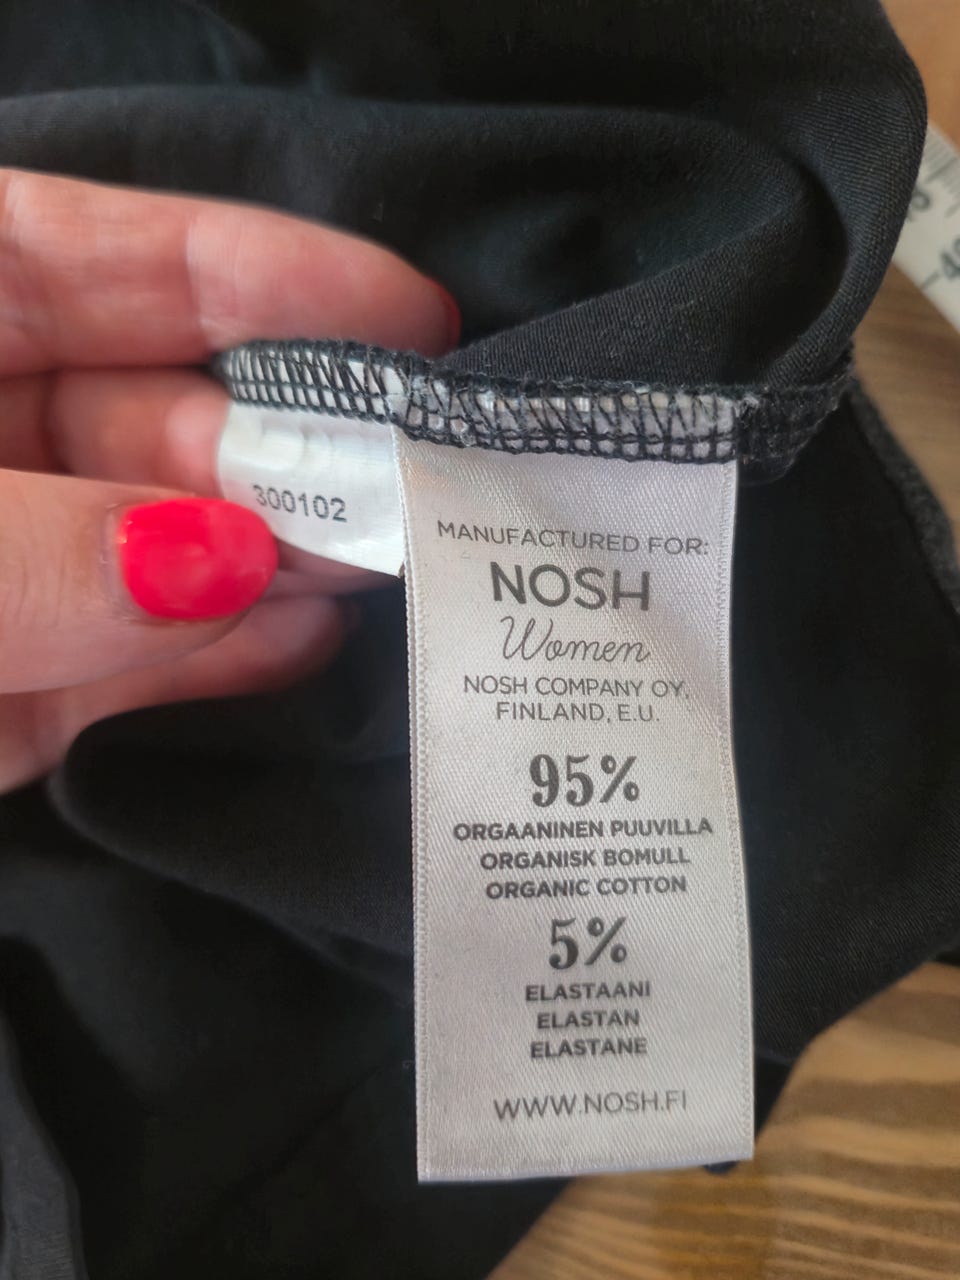 300102
MANUFACTURED FOR:
NOSH
Women
NOSH COMPANY OY,
FINLAND, E.U.
95%
ORGAANINEN PUUVILLA
ORGANISK BOMULL
ORGANIC COTTON
5%
ELASTAANI
ELASTAN
ELASTANE
WWW.NOSH.FI